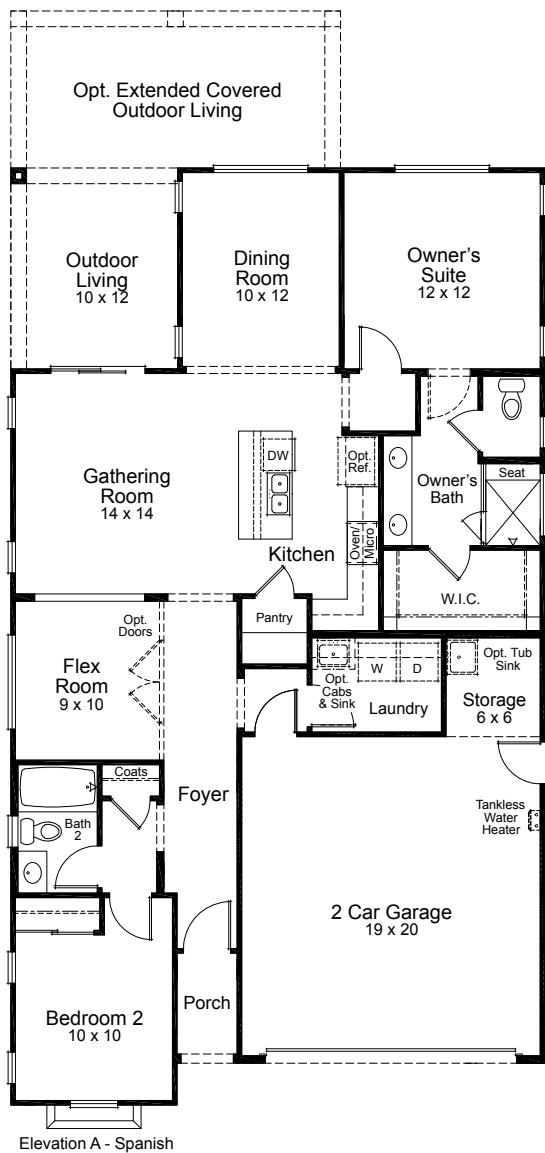 Opt. Extended Covered
Outdoor Living
Outdoor
Living
10 x 12
Dining
Room
10 x 12
Owner's
Suite
12 x 12
Gathering
Room
14 x 14
DW
Opt.
Ref.
Oven/
Micro
Kitchen
Owner's
Bath
Seat
W.I.C.
Pantry
Opt.
Doors
Flex
Room
9 x 10
Opt.
Cabs
& Sink
W
D
Laundry
Opt. Tub
Sink
Storage
6 x 6
Coats
Bath
2
Foyer
Tankless
Water
Heater
2 Car Garage
19 x 20
Porch
Bedroom 2
10 x 10
Elevation A - Spanish